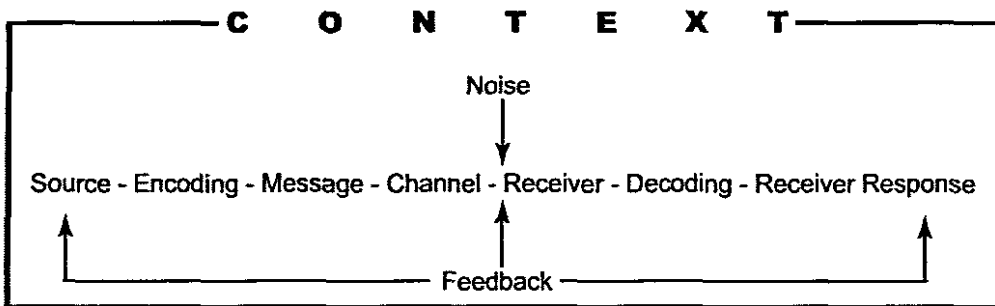 C O N T E X T
Noise
Source - Encoding - Message - Channel - Receiver - Decoding - Receiver Response
Feedback